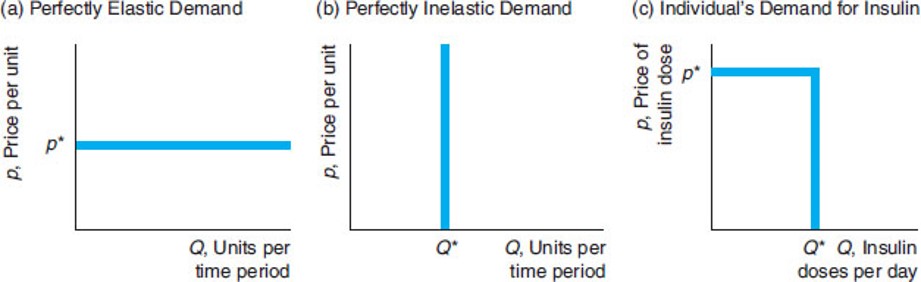 (a) Perfectly Elastic Demand
p, Price per unit
p*
Q, Units per
time period
(b) Perfectly Inelastic Demand
p, Price per unit
Q*
Q, Units per
time period
(c) Individual’s Demand for Insulin
p, Price of
insulin dose
p*
Q*
Q, Insulin
doses per day